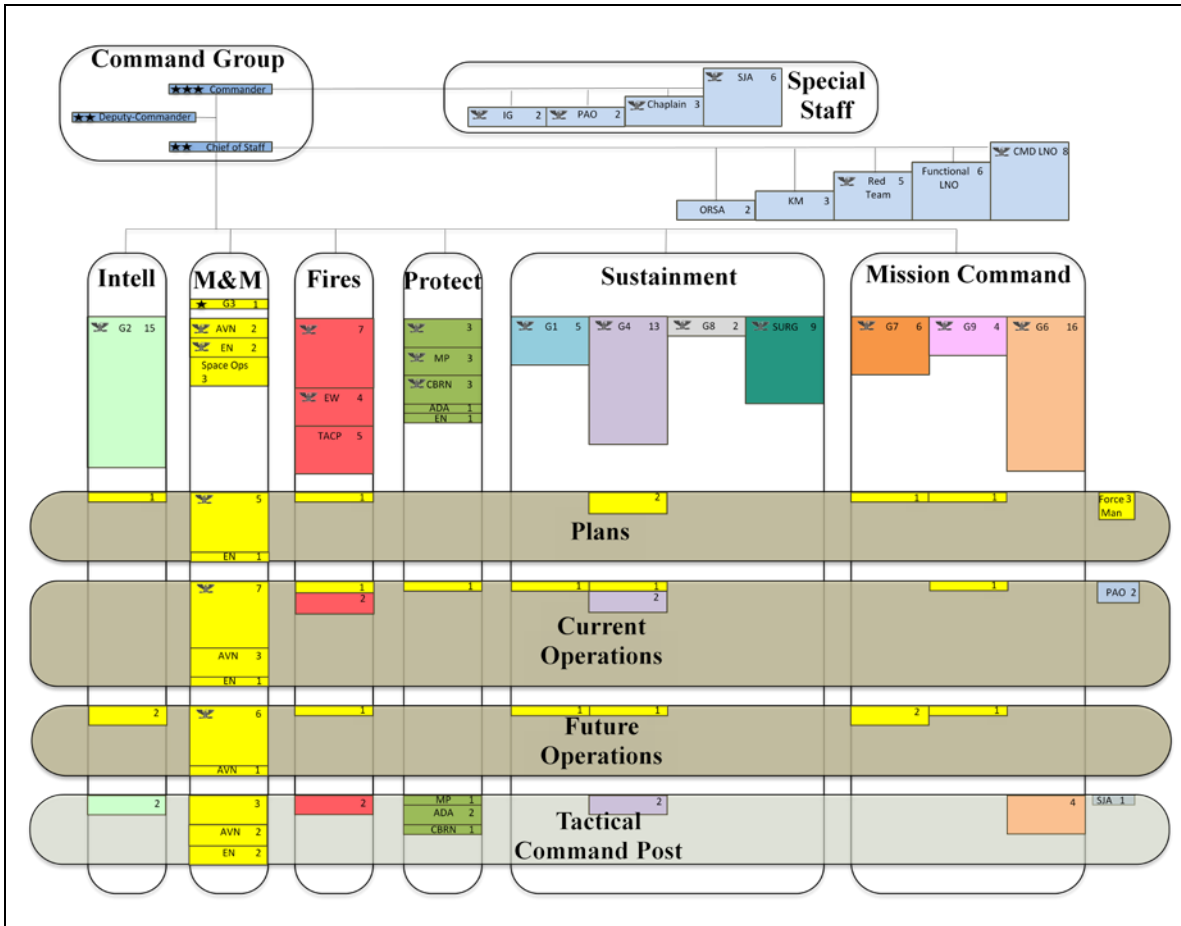 Command Group
Commander
Deputy-Commander
Chief of Staff
IG 2
PAO 2
Chaplain 3
SJA 6
Special
Staff
ORSA 2
KM 3
Red 5
Team
Functional 6
LNO
CMD LNO 8
Intell
M&M
Fires
Protect
Sustainment
Mission Command
G2 15
G3 1
AVN 2
EN 2
Space Ops
3
7
EW 4
TACP 5
3
MP 3
CBRN 3
ADA 1
EN 1
G1 5
G4 13
G8 2
SURG 9
G7 6
G9 4
G6 16
1
5
EN 1
1
2
1
1
Force 3
Man
Plans
7
AVN 3
EN 1
1
2
1
1
1
2
1
PAO 2
Current
Operations
2
6
AVN 1
1
1
1
2
1
Future
Operations
2
3
AVN 2
EN 2
2
MP 1
ADA 2
CBRN 1
2
4
SJA 1
Tactical
Command Post